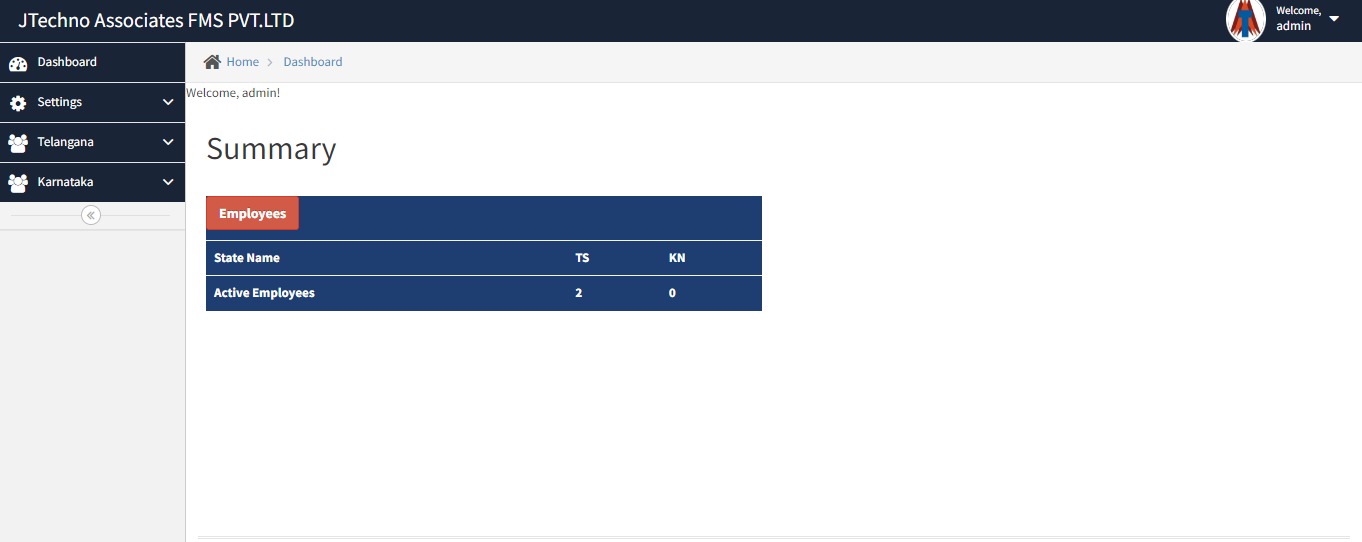 JTechno Associates FMS PVT.LTD
Welcome,
admin
Dashboard
Settings
Telangana
Karnataka
Home
Dashboard
Welcome, admin!
Summary
Employees
State Name TS KN
Active Employees 2 0